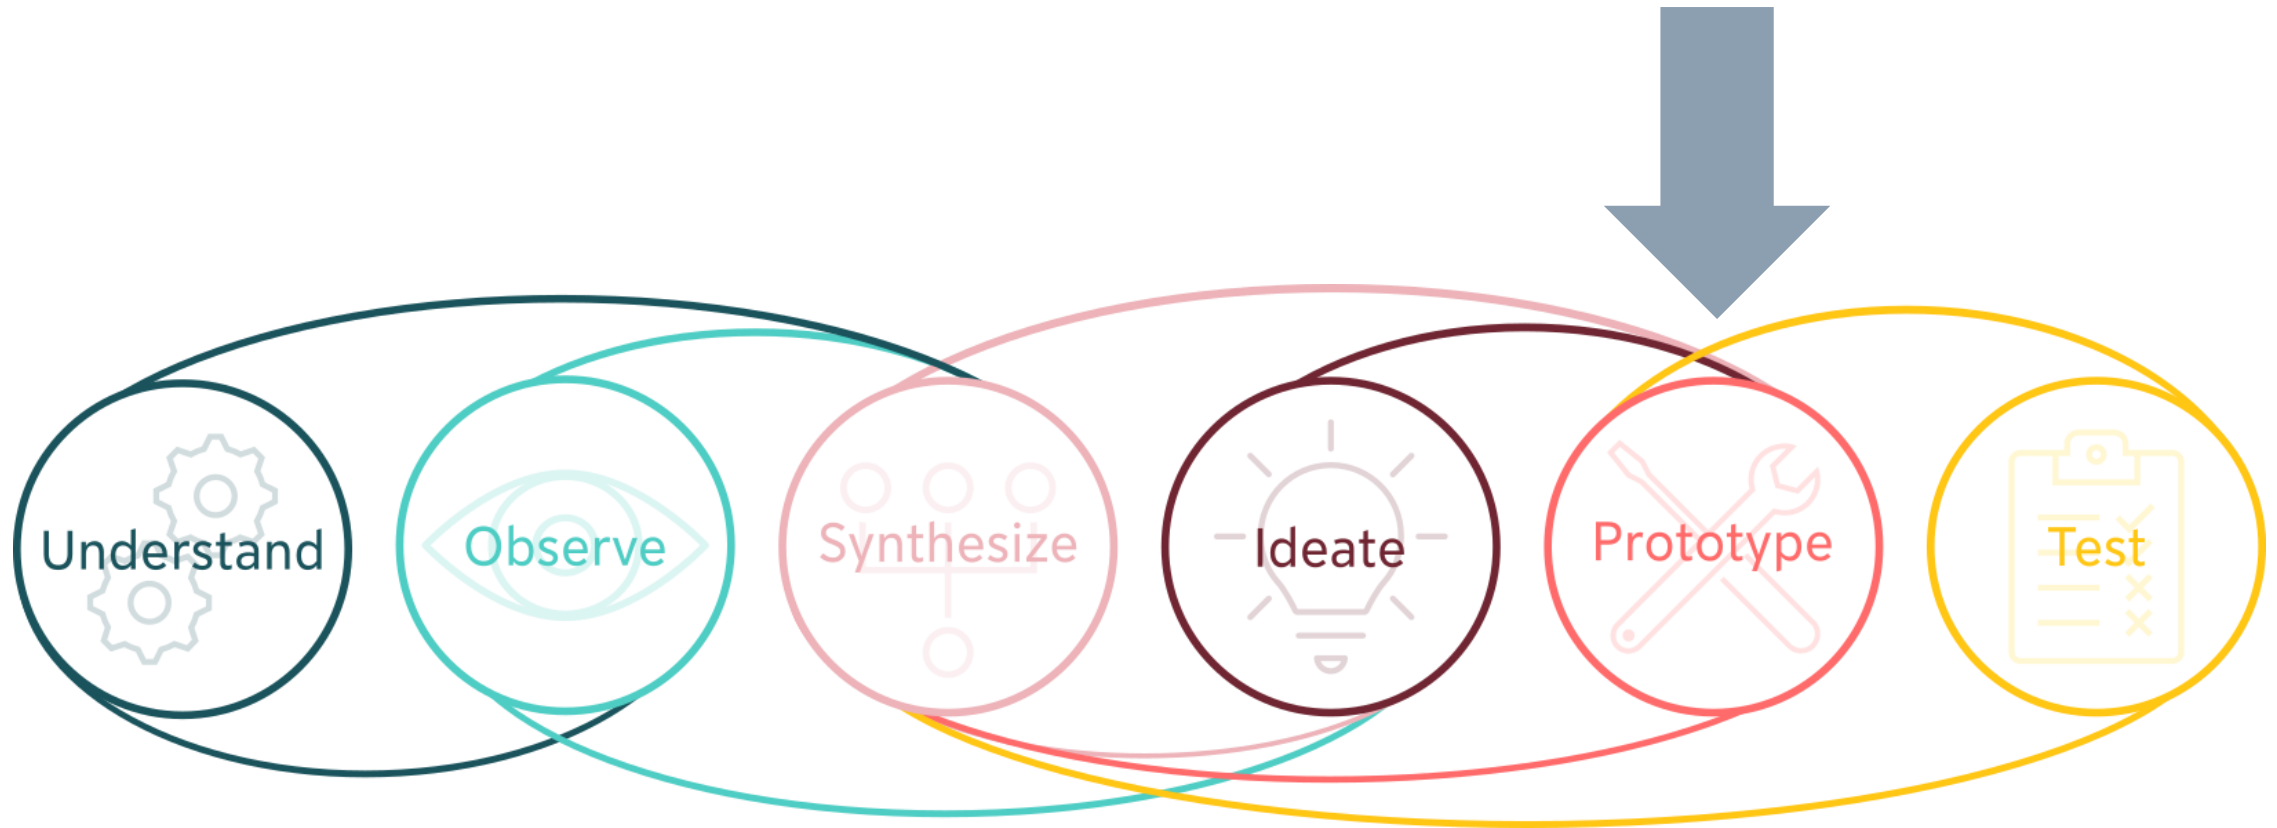 Understand
Observe
Synthesize
Ideate
Prototype
Test